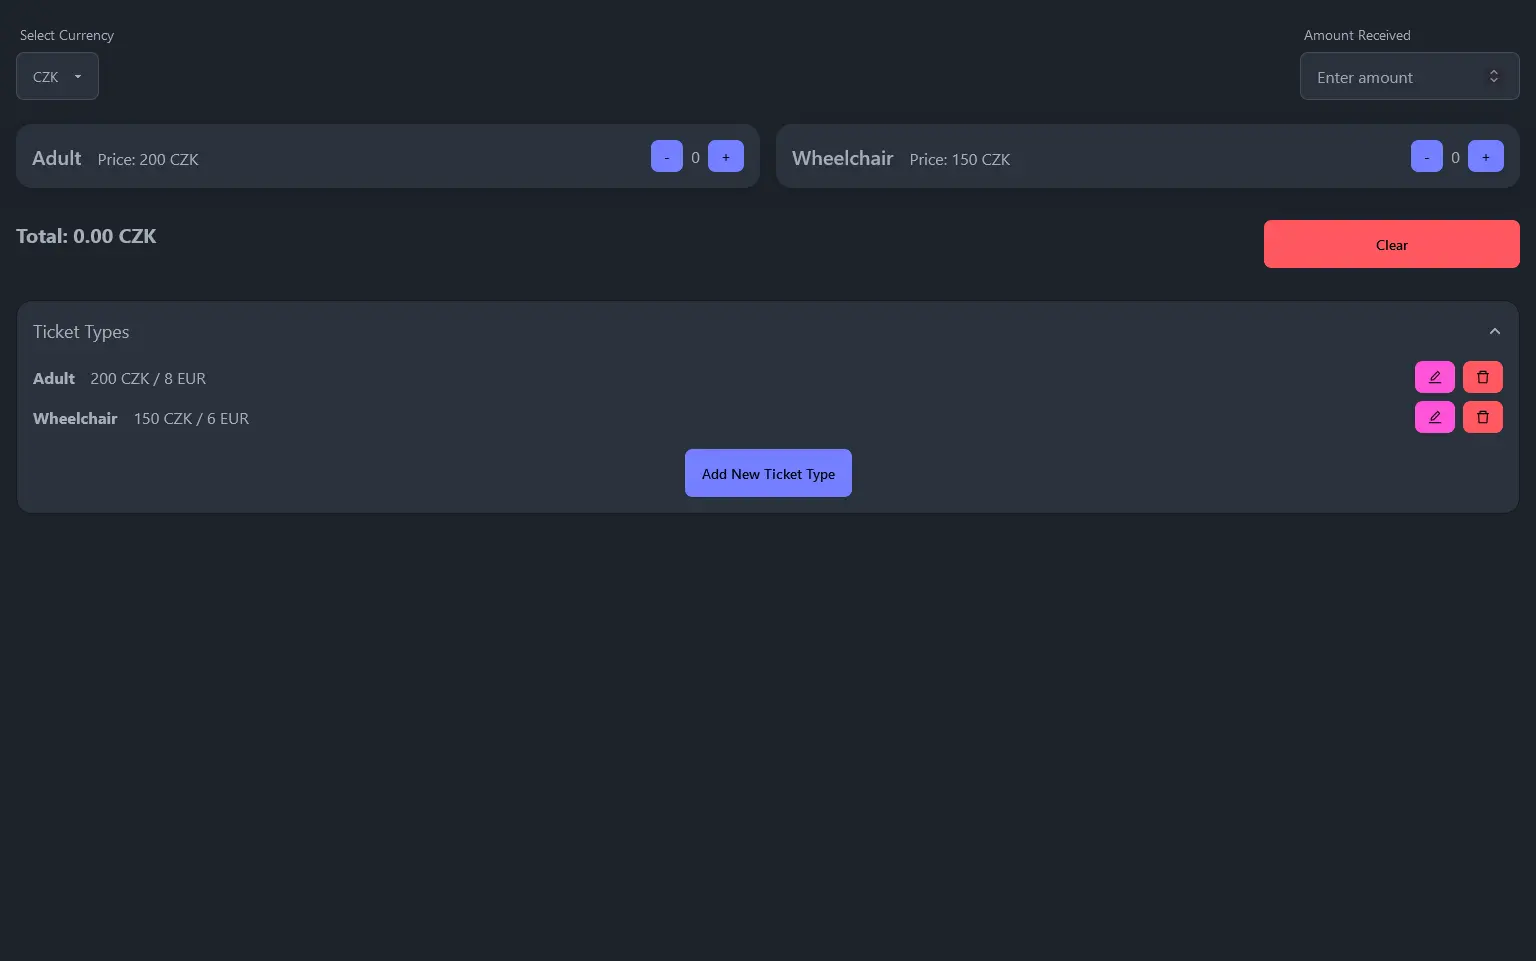 Select Currency
Amount Received
CZK
Enter amount
Adult Price: 200 CZK - 0 +
Wheelchair Price: 150 CZK - 0 +
Total: 0.00 CZK
Clear
Ticket Types
Adult 200 CZK / 8 EUR
Wheelchair 150 CZK / 6 EUR
Add New Ticket Type